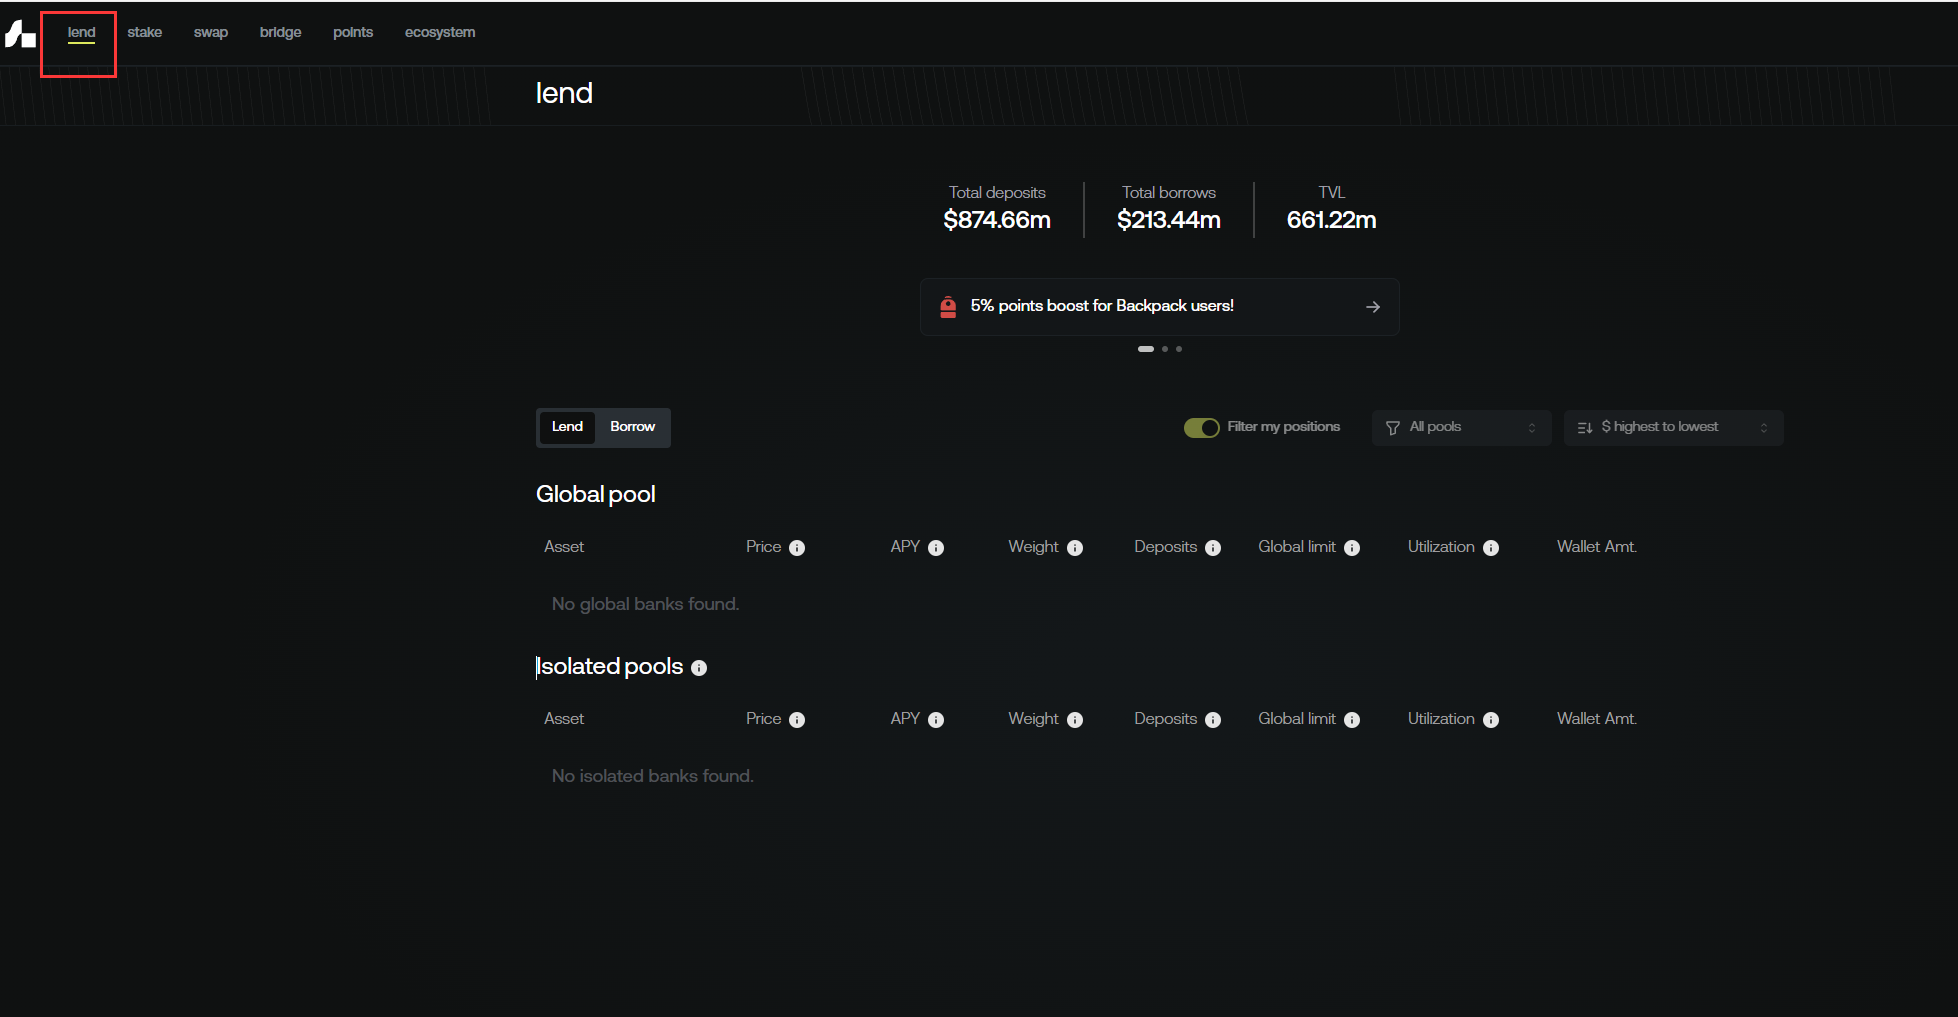 lend stake swap bridge points ecosystem
lend
Total deposits Total borrows TVL
$874.66m $213.44m 661.22m
5% points boost for Backpack users!
Lend Borrow Filter my positions All pools $ highest to lowest
Global pool
Asset Price APY Weight Deposits Global limit Utilization Wallet Amt.
No global banks found.
Isolated pools
Asset Price APY Weight Deposits Global limit Utilization Wallet Amt.
No isolated banks found.